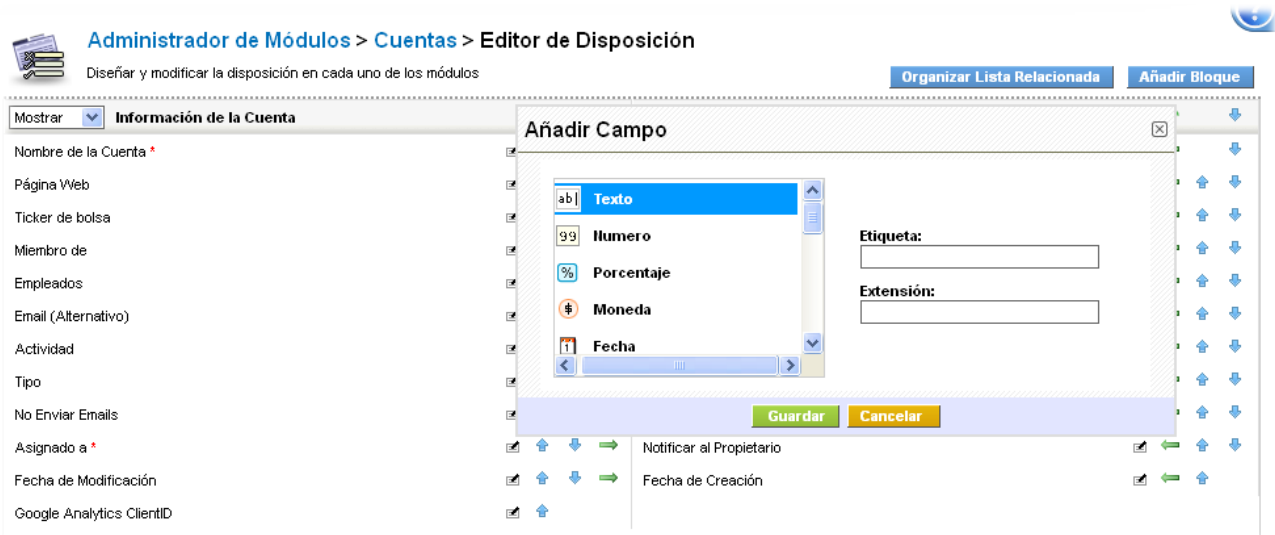 Administrador de Módulos > Cuentas > Editor de Disposición
Diseñar y modificar la disposición en cada uno de los módulos
Organizar Lista Relacionada
Añadir Bloque
Mostrar
Información de la Cuenta
Nombre de la Cuenta *
Página Web
Ticker de bolsa
Miembro de
Empleados
Email (Alternativo)
Actividad
Tipo
No Enviar Emails
Asignado a *
Notificar al Propietario
Fecha de Modificación
Fecha de Creación
Google Analytics ClientID
Añadir Campo
ab| Texto
99 Numero
% Porcentaje
$ Moneda
1 Fecha
Etiqueta:
Extensión:
Guardar
Cancelar